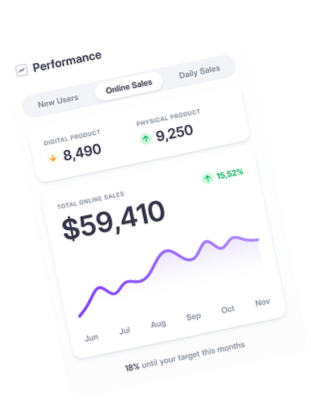 Performance
New Users Online Sales Daily Sales
DIGITAL PRODUCT PHYSICAL PRODUCT
8,490 9,250
TOTAL ONLINE SALES 15,52%
$59,410
Jun Jul Aug Sep Oct Nov
18% until your target this months